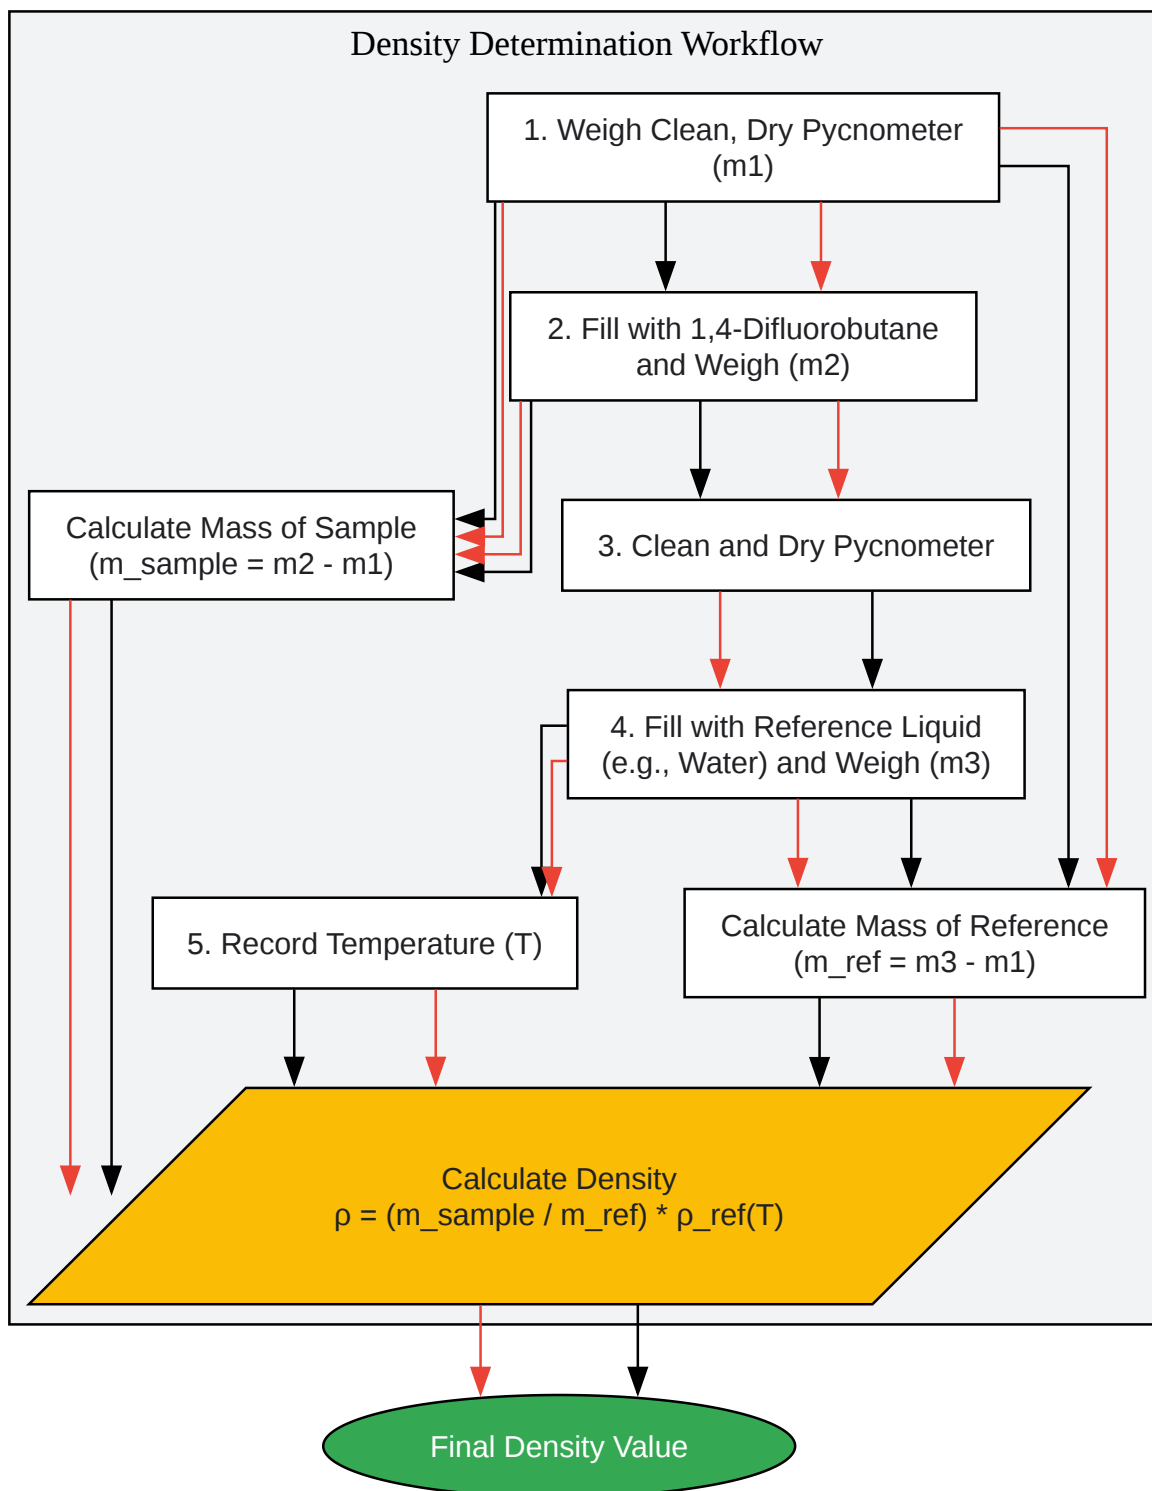 Density Determination Workflow
1. Weigh Clean, Dry Pycnometer
(m1)
2. Fill with 1,4-Difluorobutane
and Weigh (m2)
Calculate Mass of Sample
(m_sample = m2 - m1)
3. Clean and Dry Pycnometer
4. Fill with Reference Liquid
(e.g., Water) and Weigh (m3)
5. Record Temperature (T)
Calculate Mass of Reference
(m_ref = m3 - m1)
Calculate Density
ρ = (m_sample / m_ref) * ρ_ref(T)
Final Density Value